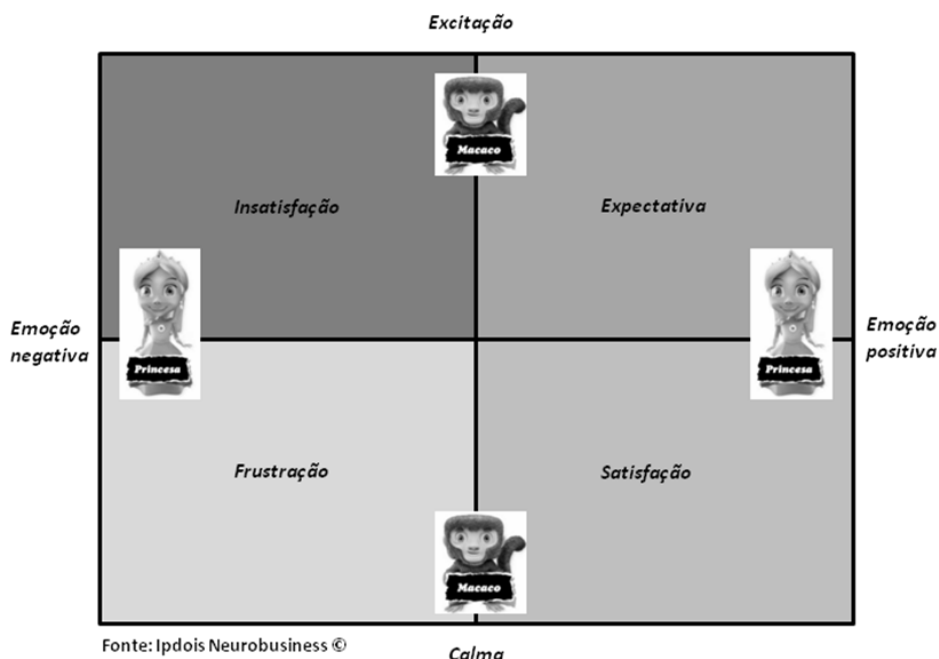 Excitação
Macaco
Insatisfação
Expectativa
Emoção
negativa
Princesa
Princesa
Emoção
positiva
Frustração
Satisfação
Macaco
Fonte: Ipdois Neurobusiness ©
Calma